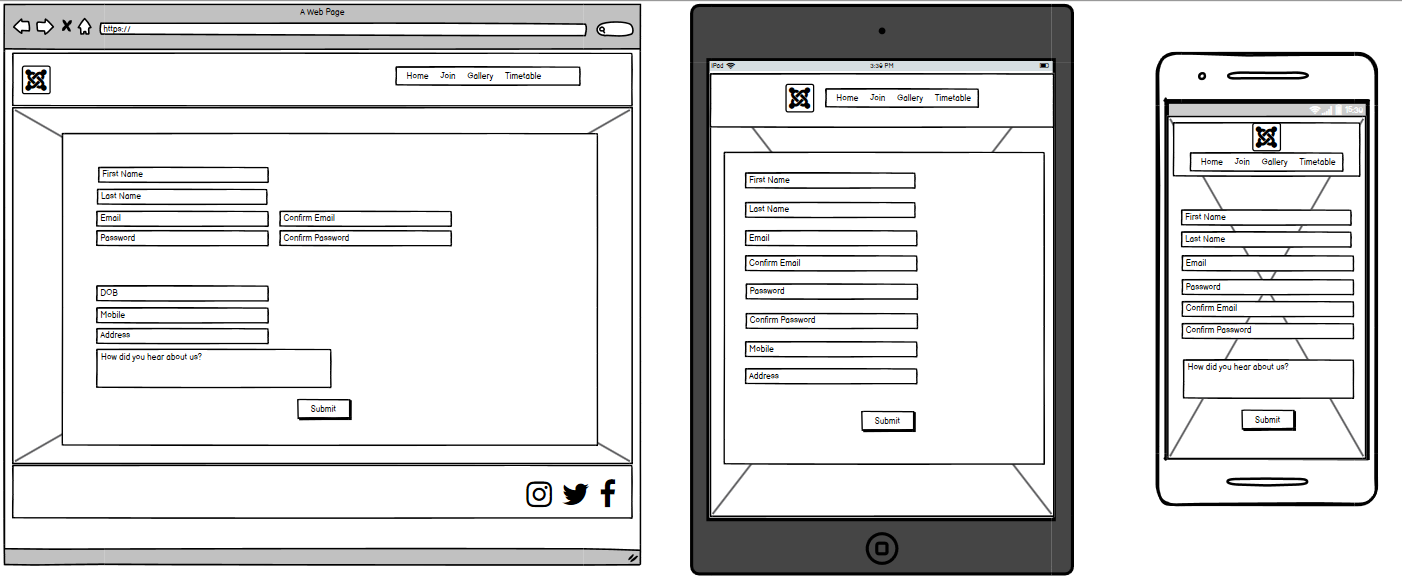 A Web Page
https://
Home Join Gallery Timetable
First Name
Last Name
Email Confirm Email
Password Confirm Password
DOB
Mobile
Address
How did you hear about us?
Submit
iPad 3:39 PM
Home Join Gallery Timetable
First Name
Last Name
Email
Confirm Email
Password
Confirm Password
Mobile
Address
Submit
15:30
Home Join Gallery Timetable
First Name
Last Name
Email
Password
Confirm Email
Confirm Password
How did you hear about us?
Submit